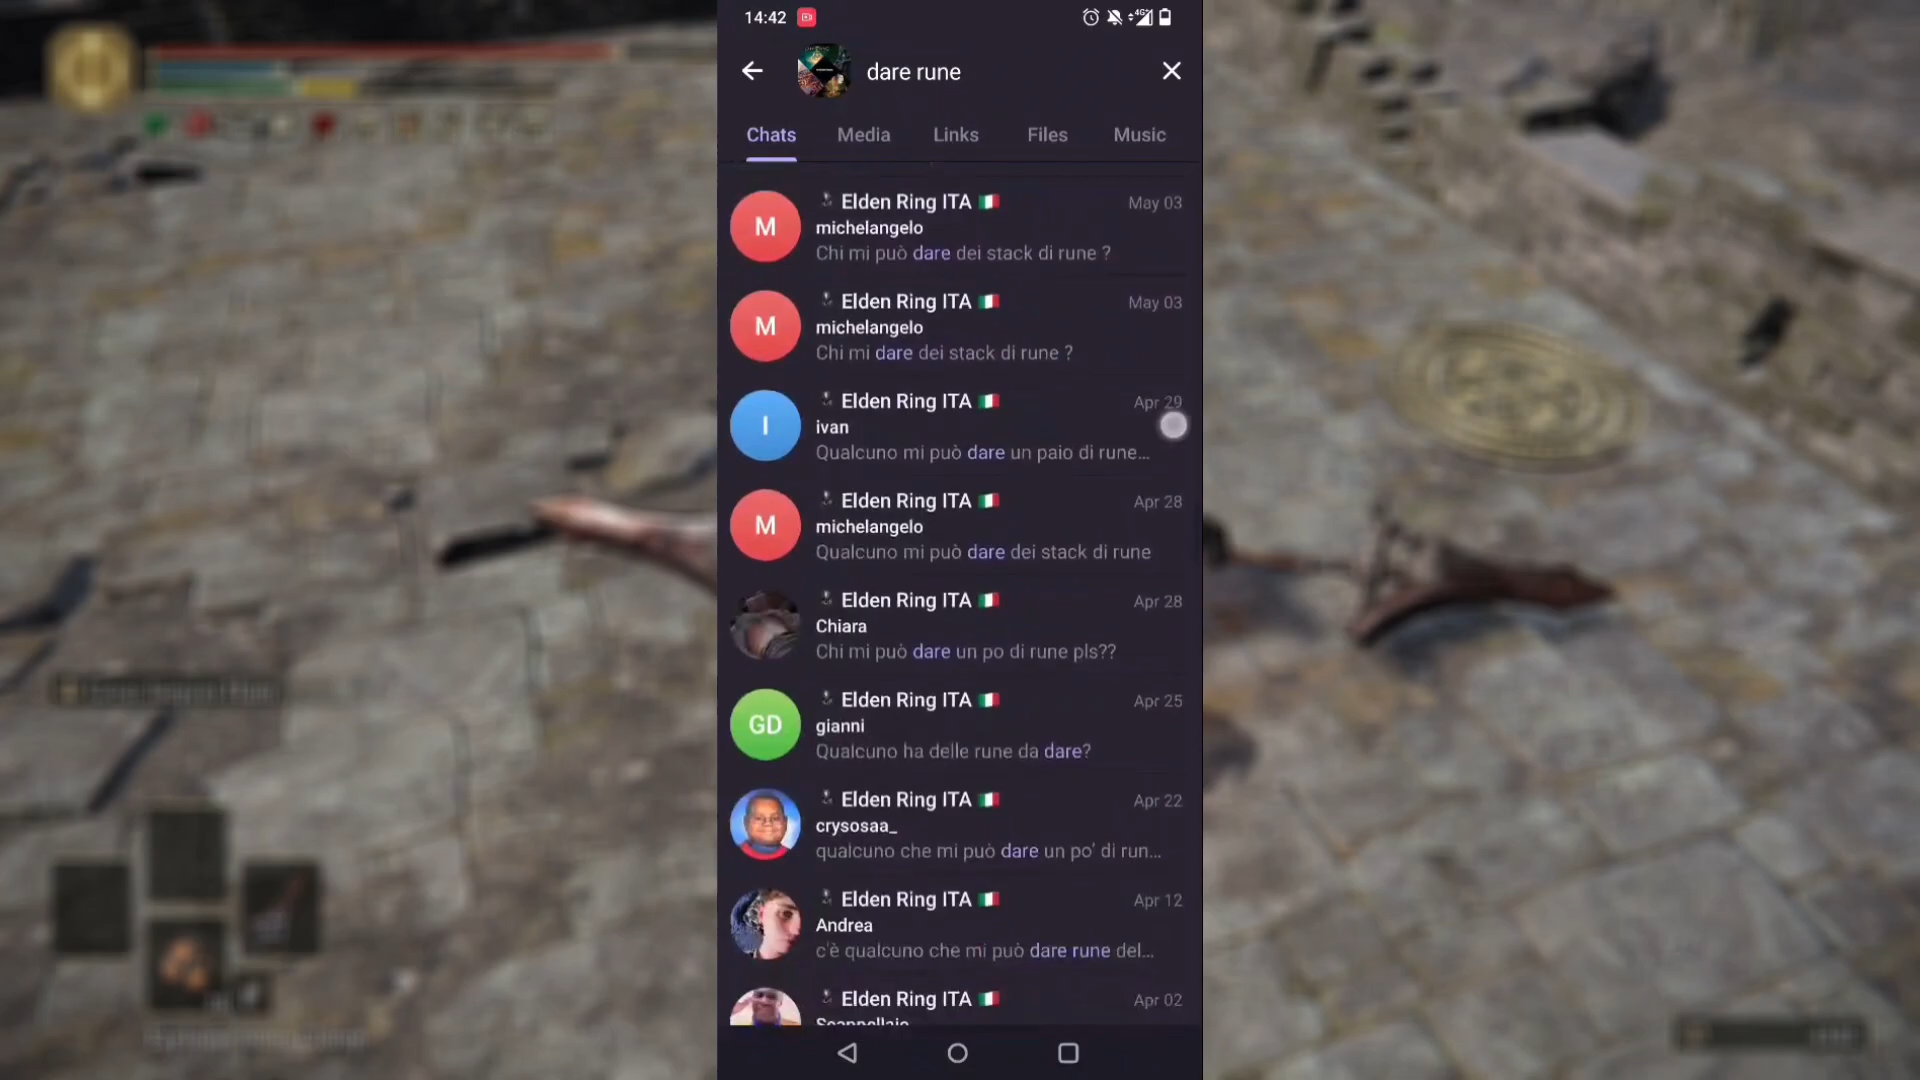 14:42
4G
dare rune
Chats Media Links Files Music
Elden Ring ITA 🇮🇹 May 03
M
michelangelo
Chi mi può dare dei stack di rune ?
Elden Ring ITA 🇮🇹 May 03
M
michelangelo
Chi mi dare dei stack di rune ?
Elden Ring ITA 🇮🇹 Apr 29
I
ivan
Qualcuno mi può dare un paio di rune...
Elden Ring ITA 🇮🇹 Apr 28
M
michelangelo
Qualcuno mi può dare dei stack di rune
Elden Ring ITA 🇮🇹 Apr 28
Chiara
Chi mi può dare un po di rune pls??
Elden Ring ITA 🇮🇹 Apr 25
GD
gianni
Qualcuno ha delle rune da dare?
Elden Ring ITA 🇮🇹 Apr 22
crysosaa_
qualcuno che mi può dare un po' di run...
Elden Ring ITA 🇮🇹 Apr 12
Andrea
c'è qualcuno che mi può dare rune del...
Elden Ring ITA 🇮🇹 Apr 02